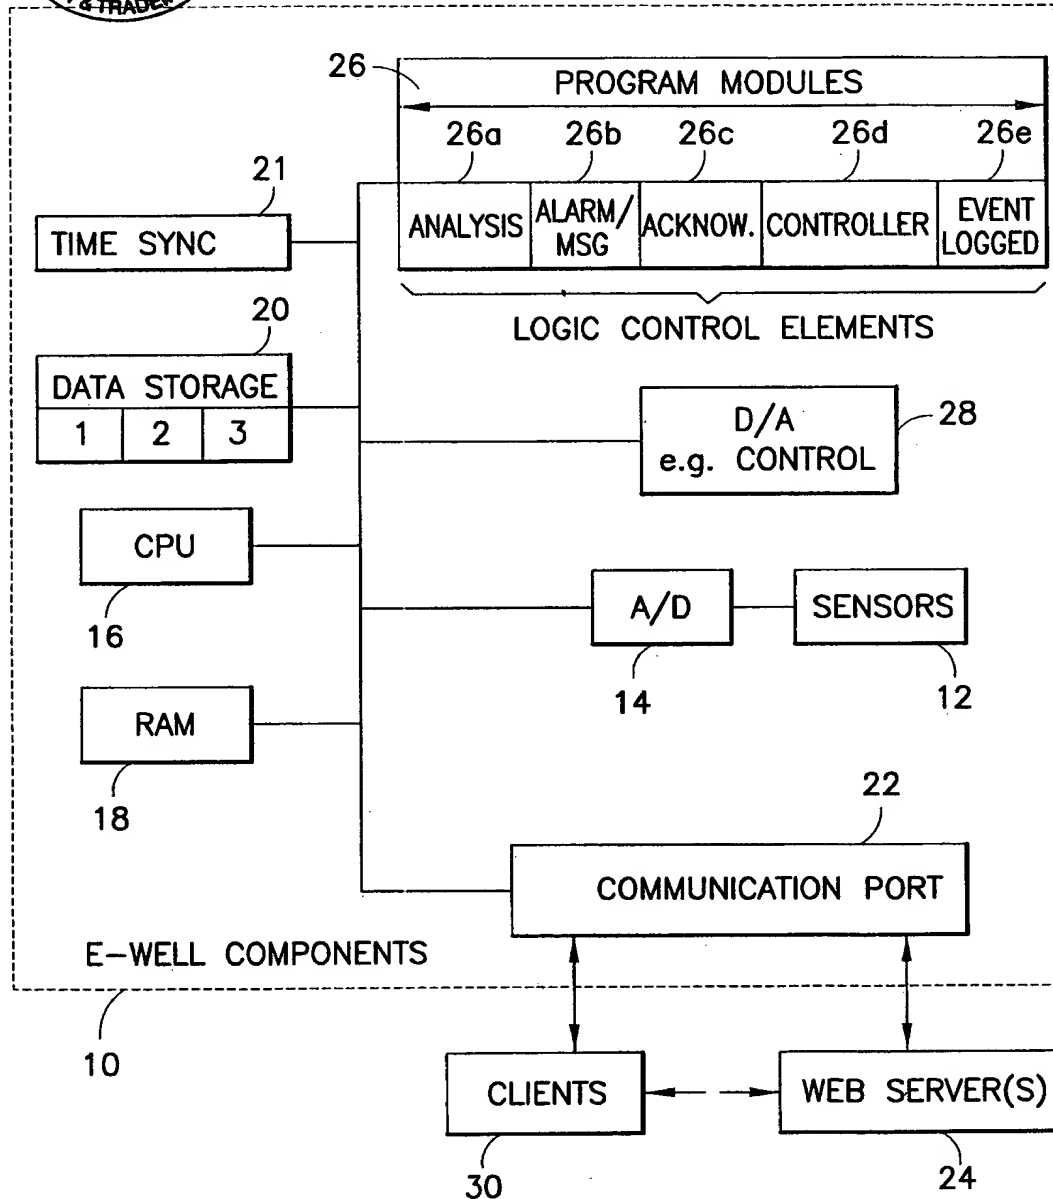 & TRADE
26
PROGRAM MODULES
26a 26b 26c 26d 26e
21
TIME SYNC
ANALYSIS
ALARM/
MSG
ACKNOW.
CONTROLLER
EVENT
LOGGED
LOGIC CONTROL ELEMENTS
20
DATA STORAGE
1 2 3
D/A
e.g. CONTROL
28
CPU
16
A/D
14
SENSORS
12
RAM
18
22
COMMUNICATION PORT
E-WELL COMPONENTS
10
CLIENTS
30
WEB SERVER(S)
24